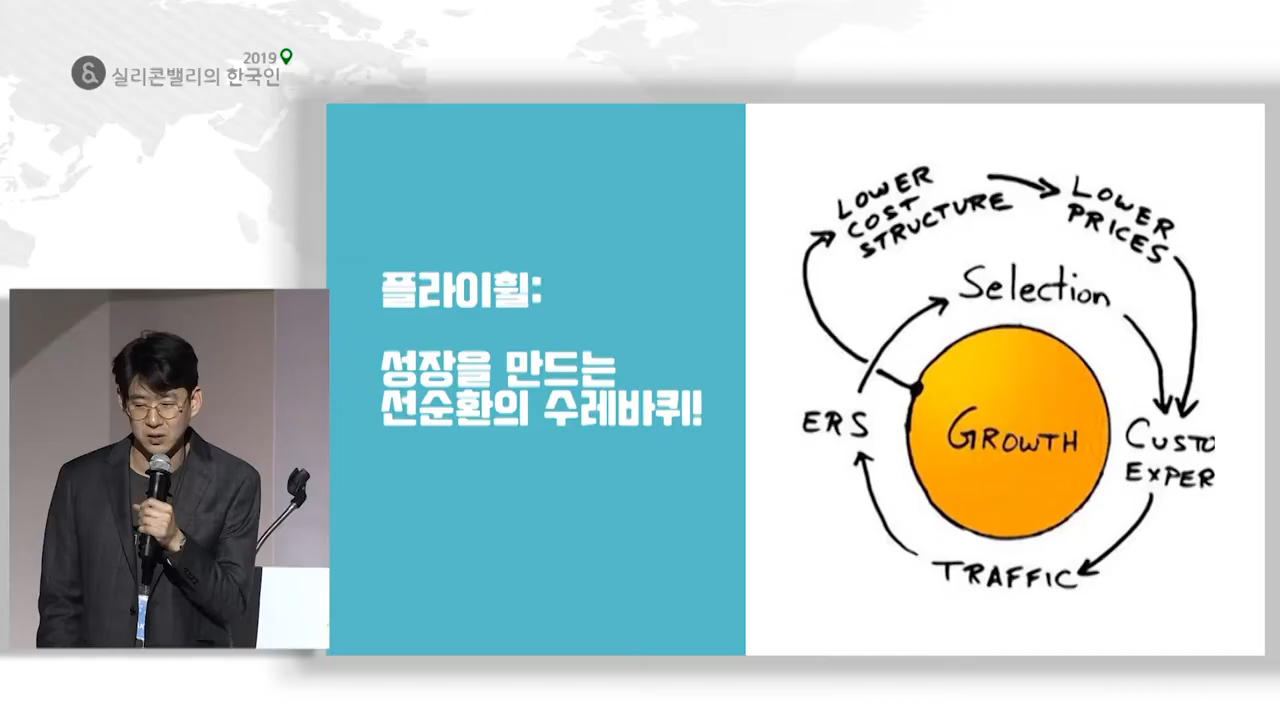 2019
& 실리콘밸리의 한국인
플라이휠:
성장을 만드는
선순환의 수레바퀴!
LOWER
COST
STRUCTURE
LOWER
PRICES
Selection
ERS
GROWTH
CUSTO
EXPER
TRAFFIC